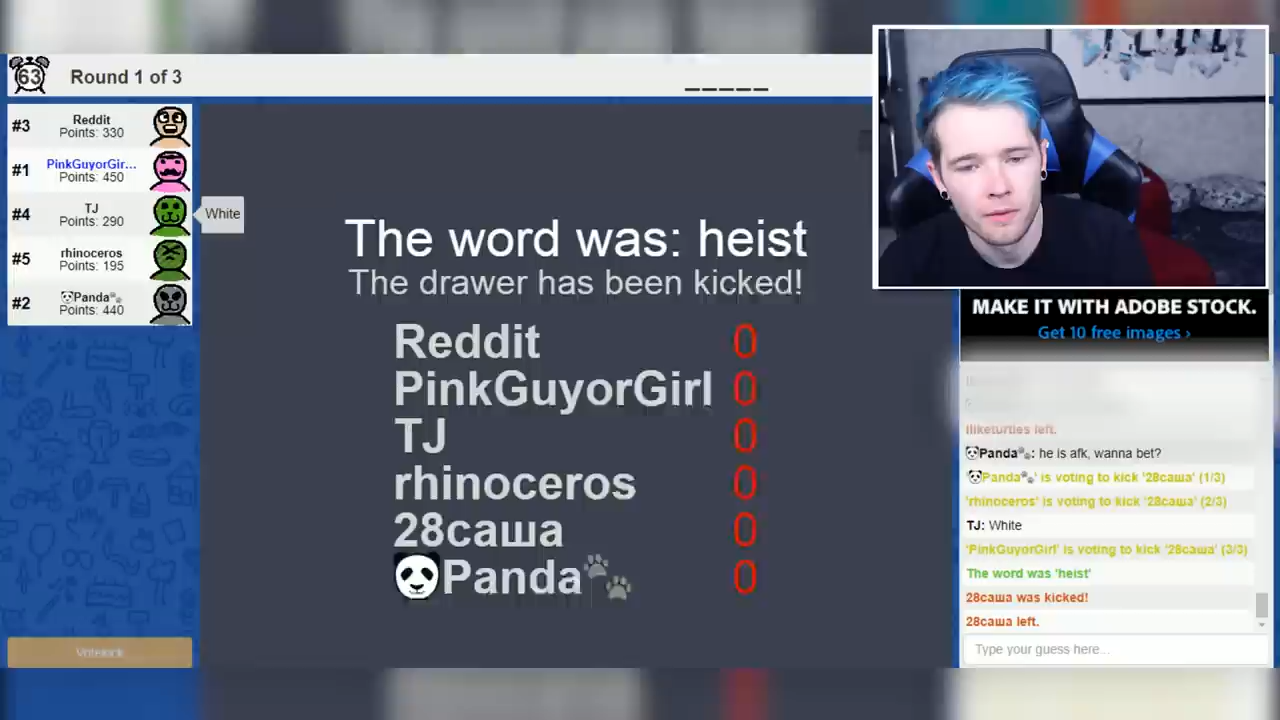 63
Round 1 of 3
_ _ _ _ _
#3
Reddit
Points: 330
#1
PinkGuyorGir...
Points: 450
#4
TJ
Points: 290
White
#5
rhinoceros
Points: 195
#2
🐼Panda🐾
Points: 440
Votekick
The word was: heist
The drawer has been kicked!
Reddit 0
PinkGuyorGirl 0
TJ 0
rhinoceros 0
28саша 0
🐼Panda🐾 0
MAKE IT WITH ADOBE STOCK.
Get 10 free images ›
Iliketurtles left.
🐼Panda🐾: he is afk, wanna bet?
'🐼Panda🐾' is voting to kick '28саша' (1/3)
'rhinoceros' is voting to kick '28саша' (2/3)
TJ: White
'PinkGuyorGirl' is voting to kick '28саша' (3/3)
The word was 'heist'
28саша was kicked!
28саша left.
Type your guess here...